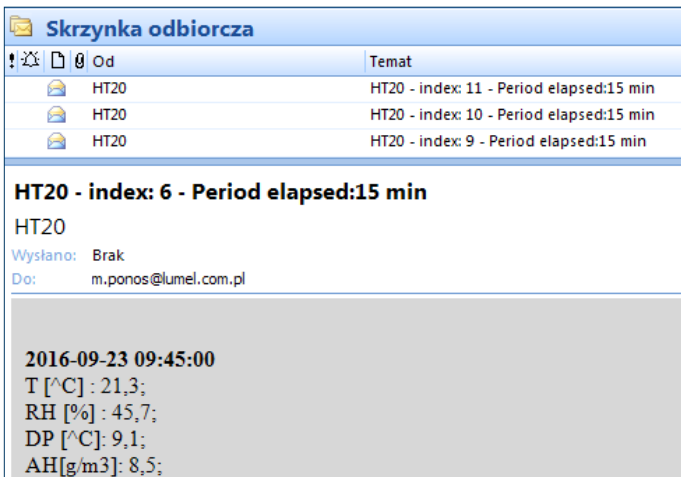 Skrzynka odbiorcza
! Od Temat
HT20 HT20 - index: 11 - Period elapsed:15 min
HT20 HT20 - index: 10 - Period elapsed:15 min
HT20 HT20 - index: 9 - Period elapsed:15 min
HT20 - index: 6 - Period elapsed:15 min
HT20
Wysłano: Brak
Do: m.ponos@lumel.com.pl
2016-09-23 09:45:00
T [^C] : 21,3;
RH [%] : 45,7;
DP [^C]: 9,1;
AH[g/m3]: 8,5;